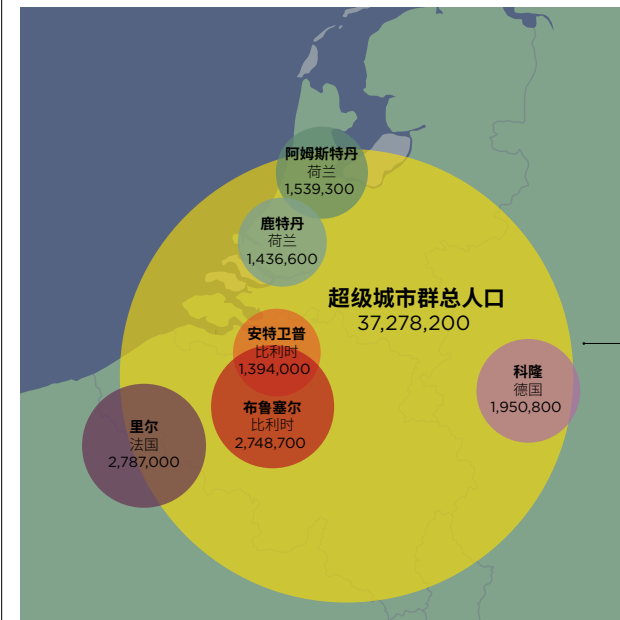 阿姆斯特丹
荷兰
1,539,300
鹿特丹
荷兰
1,436,600
超级城市群总人口
37,278,200
安特卫普
比利时
1,394,000
科隆
德国
1,950,800
布鲁塞尔
比利时
2,748,700
里尔
法国
2,787,000